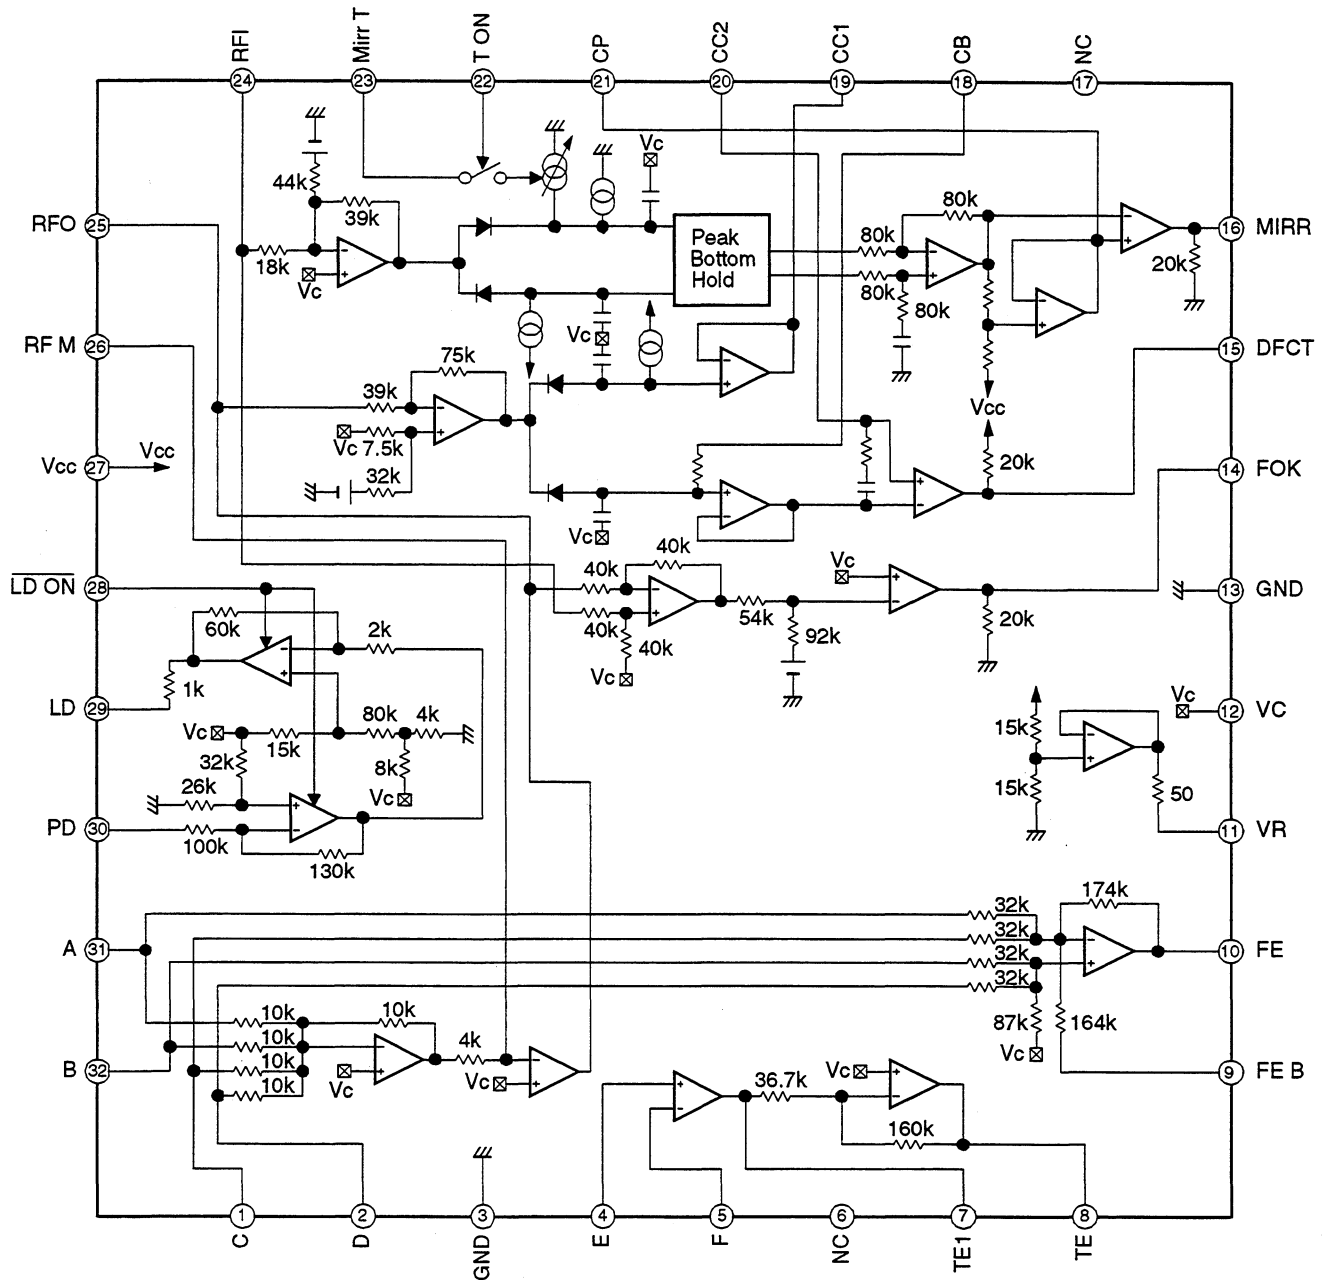 RFI
Mirr T
T ON
CP
CC2
CC1
CB
NC
24
23
22
21
20
19
18
17
44k
39k
18k
Vc
Vc
Peak
Bottom
Hold
80k
80k
80k
80k
20k
RFO
25
16
MIRR
RF M
26
15
DFCT
Vc
75k
39k
Vc
7.5k
32k
Vcc
20k
Vcc
27
Vcc
14
FOK
Vc
40k
40k
40k
40k
Vc
54k
92k
Vc
20k
LD ON
28
13
GND
60k
2k
1k
LD
29
Vc
12
VC
Vc
15k
80k
4k
32k
8k
Vc
26k
100k
130k
PD
30
15k
15k
50
11
VR
174k
32k
32k
32k
32k
A
31
10
FE
87k
164k
Vc
10k
10k
10k
10k
10k
4k
Vc
Vc
B
32
9
FE B
36.7k
Vc
160k
1
2
3
4
5
6
7
8
C
D
GND
E
F
NC
TE1
TE